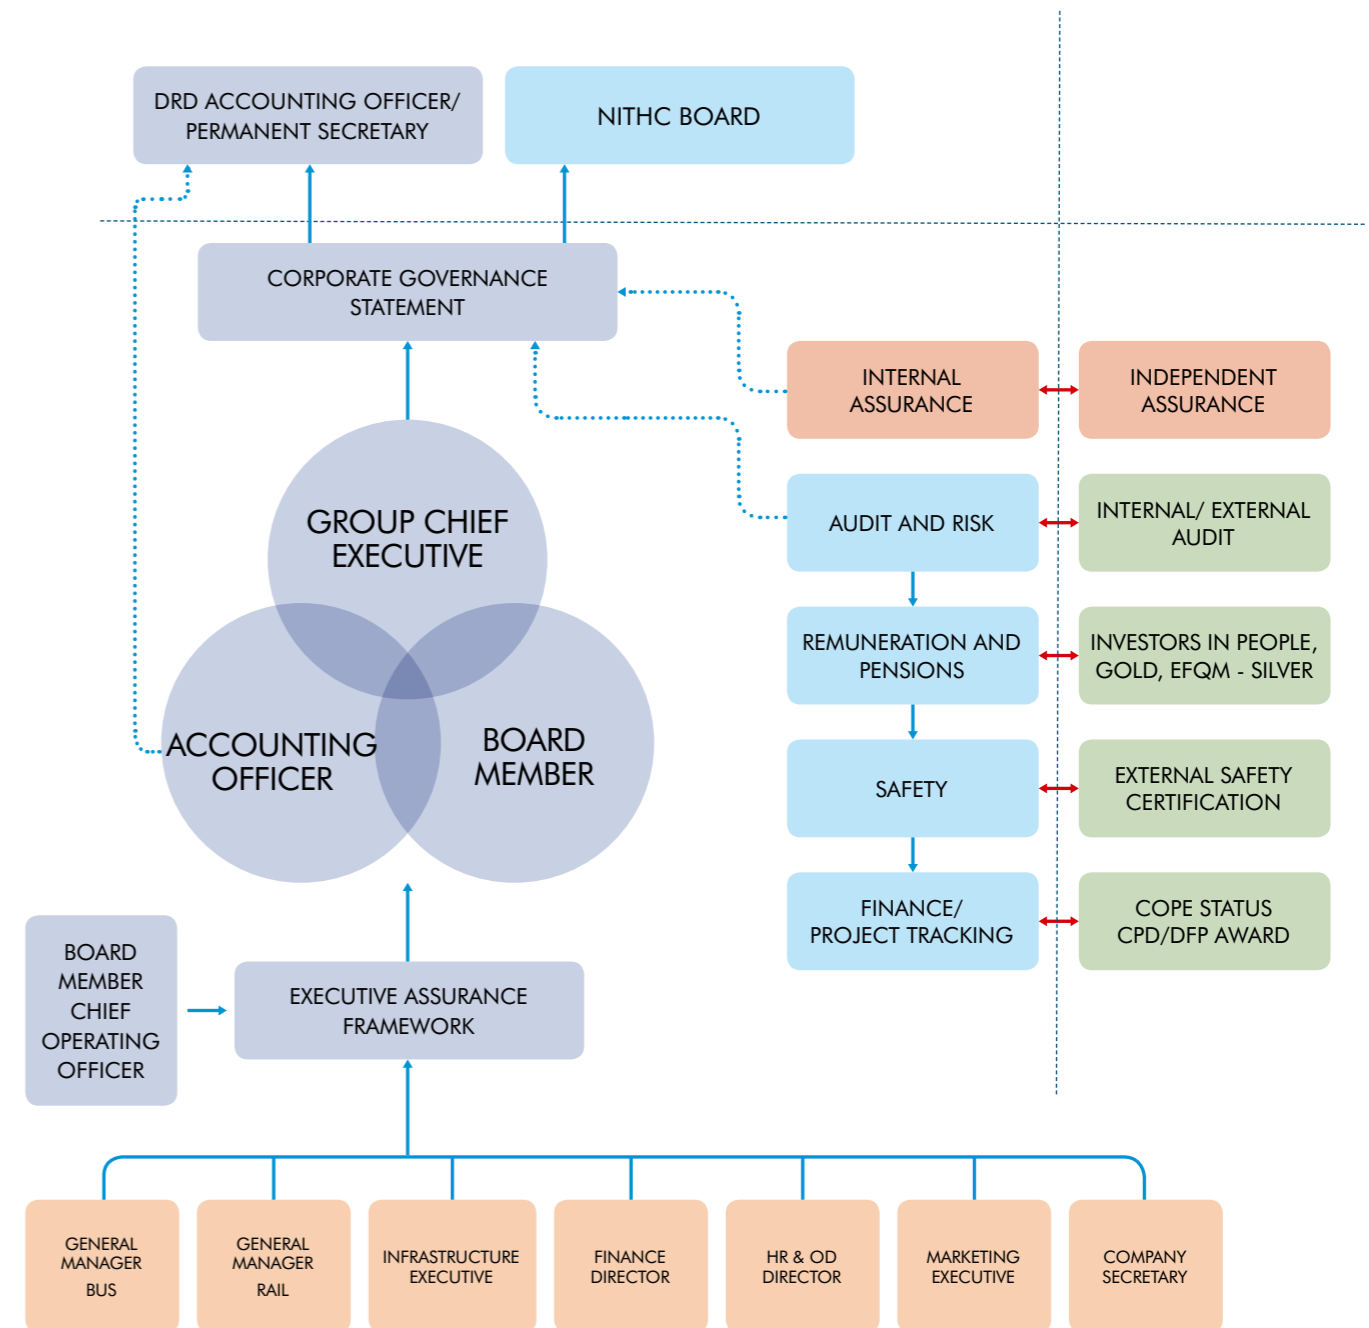 DRD ACCOUNTING OFFICER/
PERMANENT SECRETARY
NITHC BOARD
CORPORATE GOVERNANCE
STATEMENT
INTERNAL
ASSURANCE
INDEPENDENT
ASSURANCE
GROUP CHIEF
EXECUTIVE
AUDIT AND RISK
INTERNAL/ EXTERNAL
AUDIT
REMUNERATION AND
PENSIONS
INVESTORS IN PEOPLE,
GOLD, EFQM - SILVER
ACCOUNTING
OFFICER
BOARD
MEMBER
SAFETY
EXTERNAL SAFETY
CERTIFICATION
FINANCE/
PROJECT TRACKING
COPE STATUS
CPD/DFP AWARD
BOARD
MEMBER
CHIEF
OPERATING
OFFICER
EXECUTIVE ASSURANCE
FRAMEWORK
GENERAL
MANAGER
BUS
GENERAL
MANAGER
RAIL
INFRASTRUCTURE
EXECUTIVE
FINANCE
DIRECTOR
HR & OD
DIRECTOR
MARKETING
EXECUTIVE
COMPANY
SECRETARY